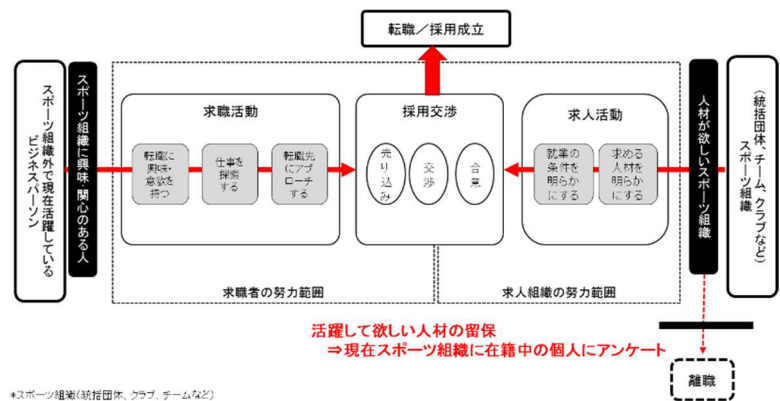 転職／採用成立
スポーツ組織外で現在活躍している
ビジネスパーソン
スポーツ組織に興味・関心のある人
求職活動
転職に
興味・
意欲を
持つ
仕事を
探索
する
転職先
にアプ
ローチ
する
採用交渉
売り込み
交渉
合意
求人活動
就業の
条件を
明らか
にする
求める
人材を
明らか
にする
人材が欲しいスポーツ組織
スポーツ組織
（統括団体、チーム、クラブなど）
求職者の努力範囲
求人組織の努力範囲
活躍して欲しい人材の留保
⇒現在スポーツ組織に在籍中の個人にアンケート
離職
*スポーツ組織(統括団体、クラブ、チームなど)